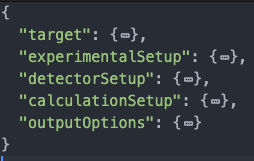 {
"target": {⋯},
"experimentalSetup": {⋯},
"detectorSetup": {⋯},
"calculationSetup": {⋯},
"outputOptions": {⋯}
}